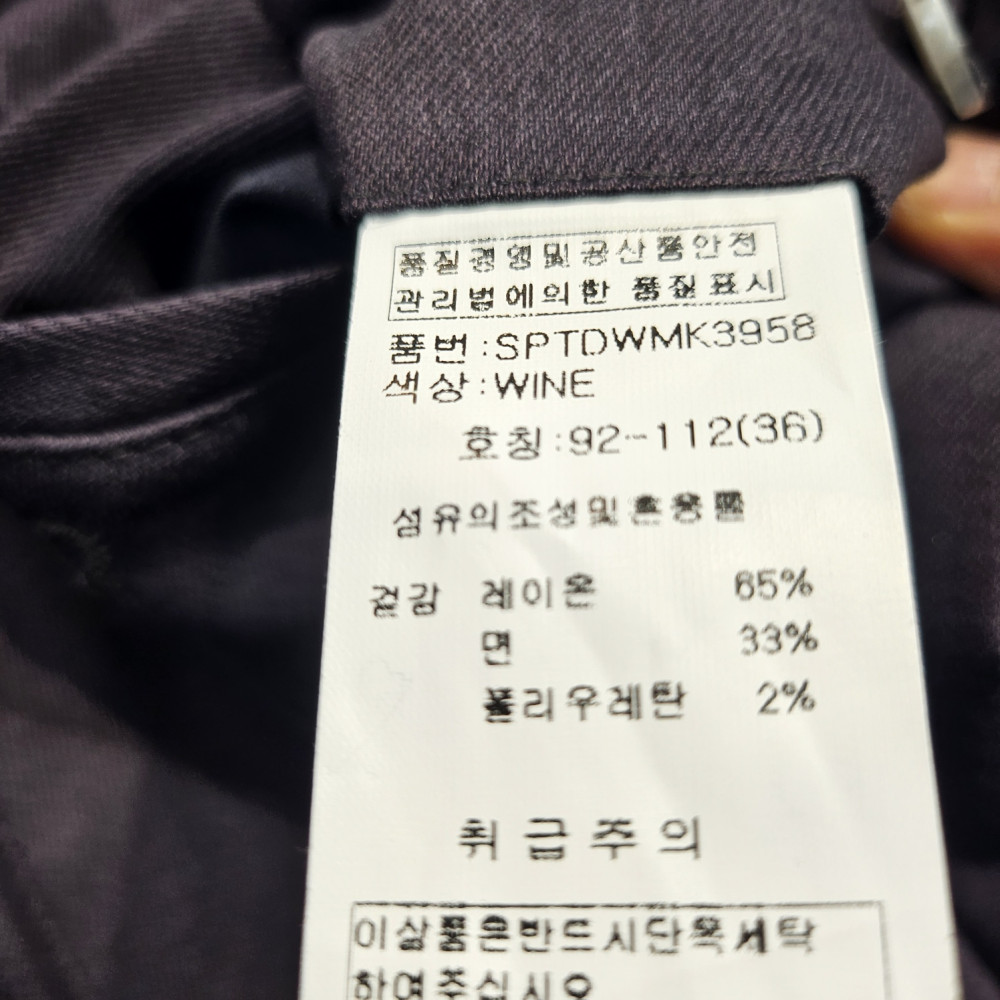 품질경영및공산품안전
관리법에의한 품질표시
품번:SPTDWMK3958
색상:WINE
호칭:92-112(36)
섬유의조성및혼용률
겉감 레이온 65%
면 33%
폴리우레탄 2%
취급주의
이상품은반드시단독세탁
하여주십시오